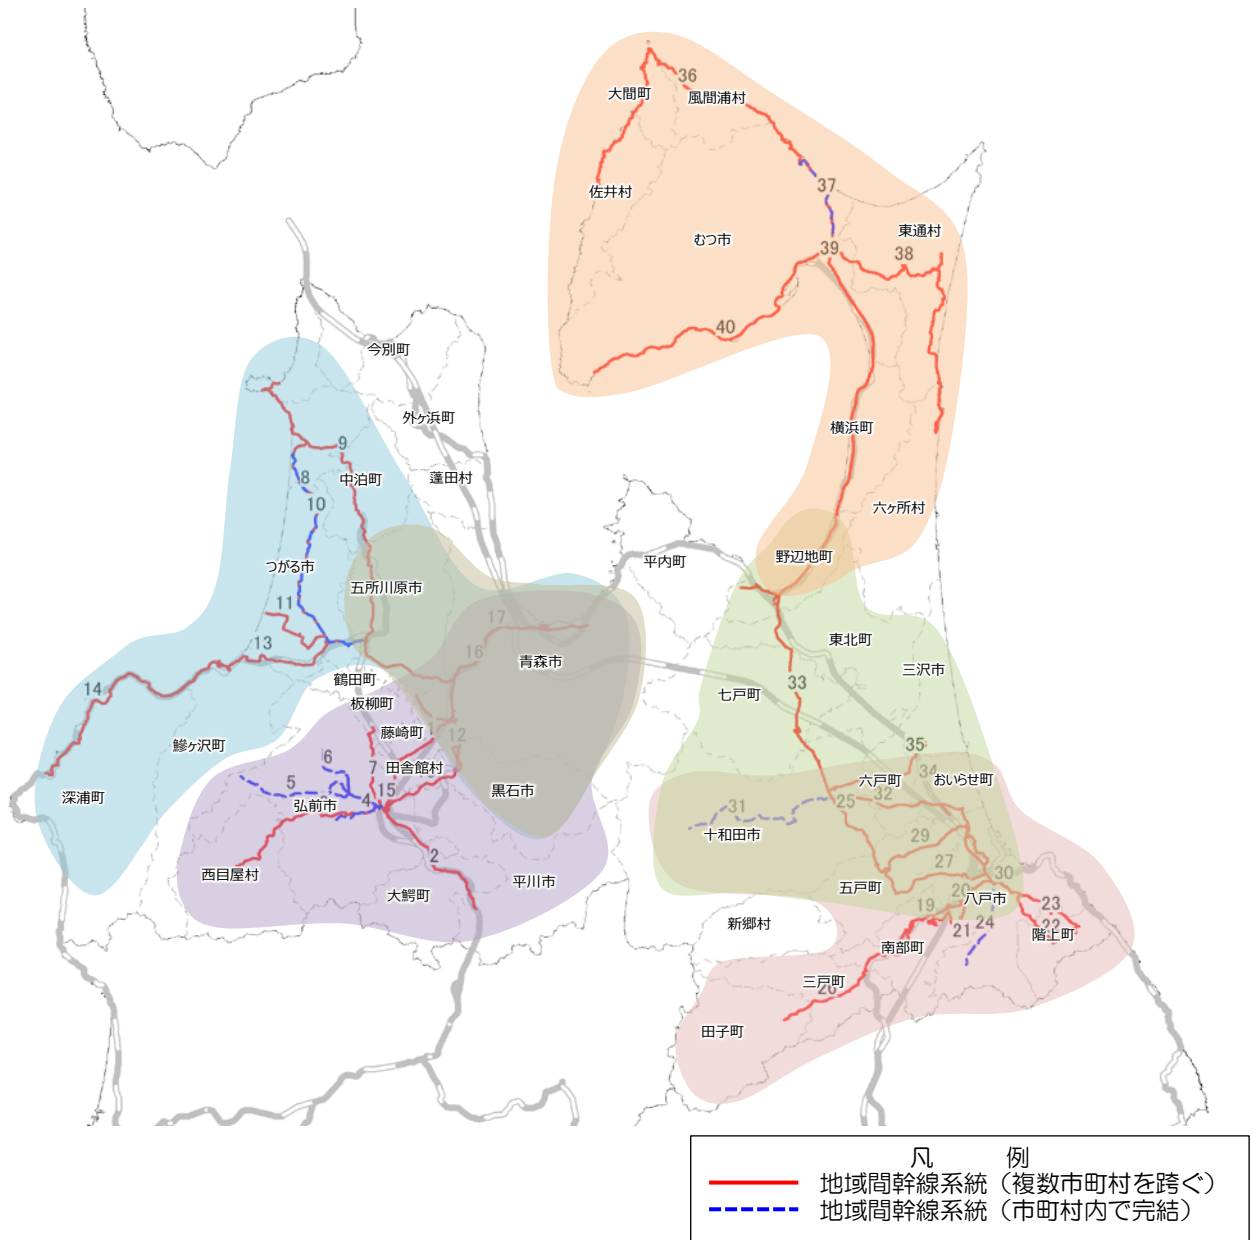 36
大間町
風間浦村
37
佐井村
東通村
むつ市
39
38
40
今別町
外ヶ浜町
横浜町
9
8
中泊町
蓬田村
10
六ヶ所村
野辺地町
平内町
つがる市
五所川原市
11
17
東北町
13
16
青森市
三沢市
鶴田町
33
14
板柳町
七戸町
藤崎町
12
鰺ヶ沢町
35
6
7
田舎館村
34
六戸町
おいらせ町
深浦町
5
15
黒石市
32
弘前市
4
25
31
十和田市
29
2
西目屋村
27
30
平川市
五戸町
20
八戸市
大鰐町
19
23
新郷村
21
24
22
階上町
南部町
三戸町
26
田子町
凡 例
地域間幹線系統（複数市町村を跨ぐ）
地域間幹線系統（市町村内で完結）